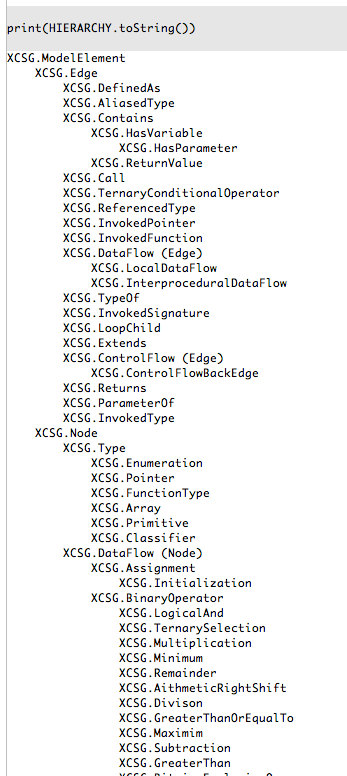 print(HIERARCHY.toString())
XCSG.ModelElement
XCSG.Edge
XCSG.DefinedAs
XCSG.AliasedType
XCSG.Contains
XCSG.HasVariable
XCSG.HasParameter
XCSG.ReturnValue
XCSG.Call
XCSG.TernaryConditionalOperator
XCSG.ReferencedType
XCSG.InvokedPointer
XCSG.InvokedFunction
XCSG.DataFlow (Edge)
XCSG.LocalDataFlow
XCSG.InterproceduralDataFlow
XCSG.TypeOf
XCSG.InvokedSignature
XCSG.LoopChild
XCSG.Extends
XCSG.ControlFlow (Edge)
XCSG.ControlFlowBackEdge
XCSG.Returns
XCSG.ParameterOf
XCSG.InvokedType
XCSG.Node
XCSG.Type
XCSG.Enumeration
XCSG.Pointer
XCSG.FunctionType
XCSG.Array
XCSG.Primitive
XCSG.Classifier
XCSG.DataFlow (Node)
XCSG.Assignment
XCSG.Initialization
XCSG.BinaryOperator
XCSG.LogicalAnd
XCSG.TernarySelection
XCSG.Multiplication
XCSG.Minimum
XCSG.Remainder
XCSG.AithmeticRightShift
XCSG.Divison
XCSG.GreaterThanOrEqualTo
XCSG.Maximim
XCSG.Subtraction
XCSG.GreaterThan